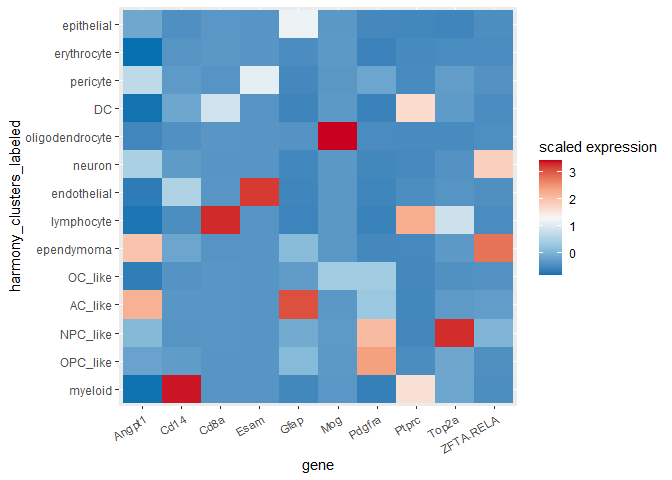 harmony_clusters_labeled
epithelial
erythrocyte
pericyte
DC
oligodendrocyte
neuron
endothelial
lymphocyte
ependymoma
OC_like
AC_like
NPC_like
OPC_like
myeloid
Angpt1
Cd14
Cd8a
Esam
Gfap
Mog
Pdgfra
Ptprc
Top2a
ZFTA.RELA
gene
scaled expression
3
2
1
0